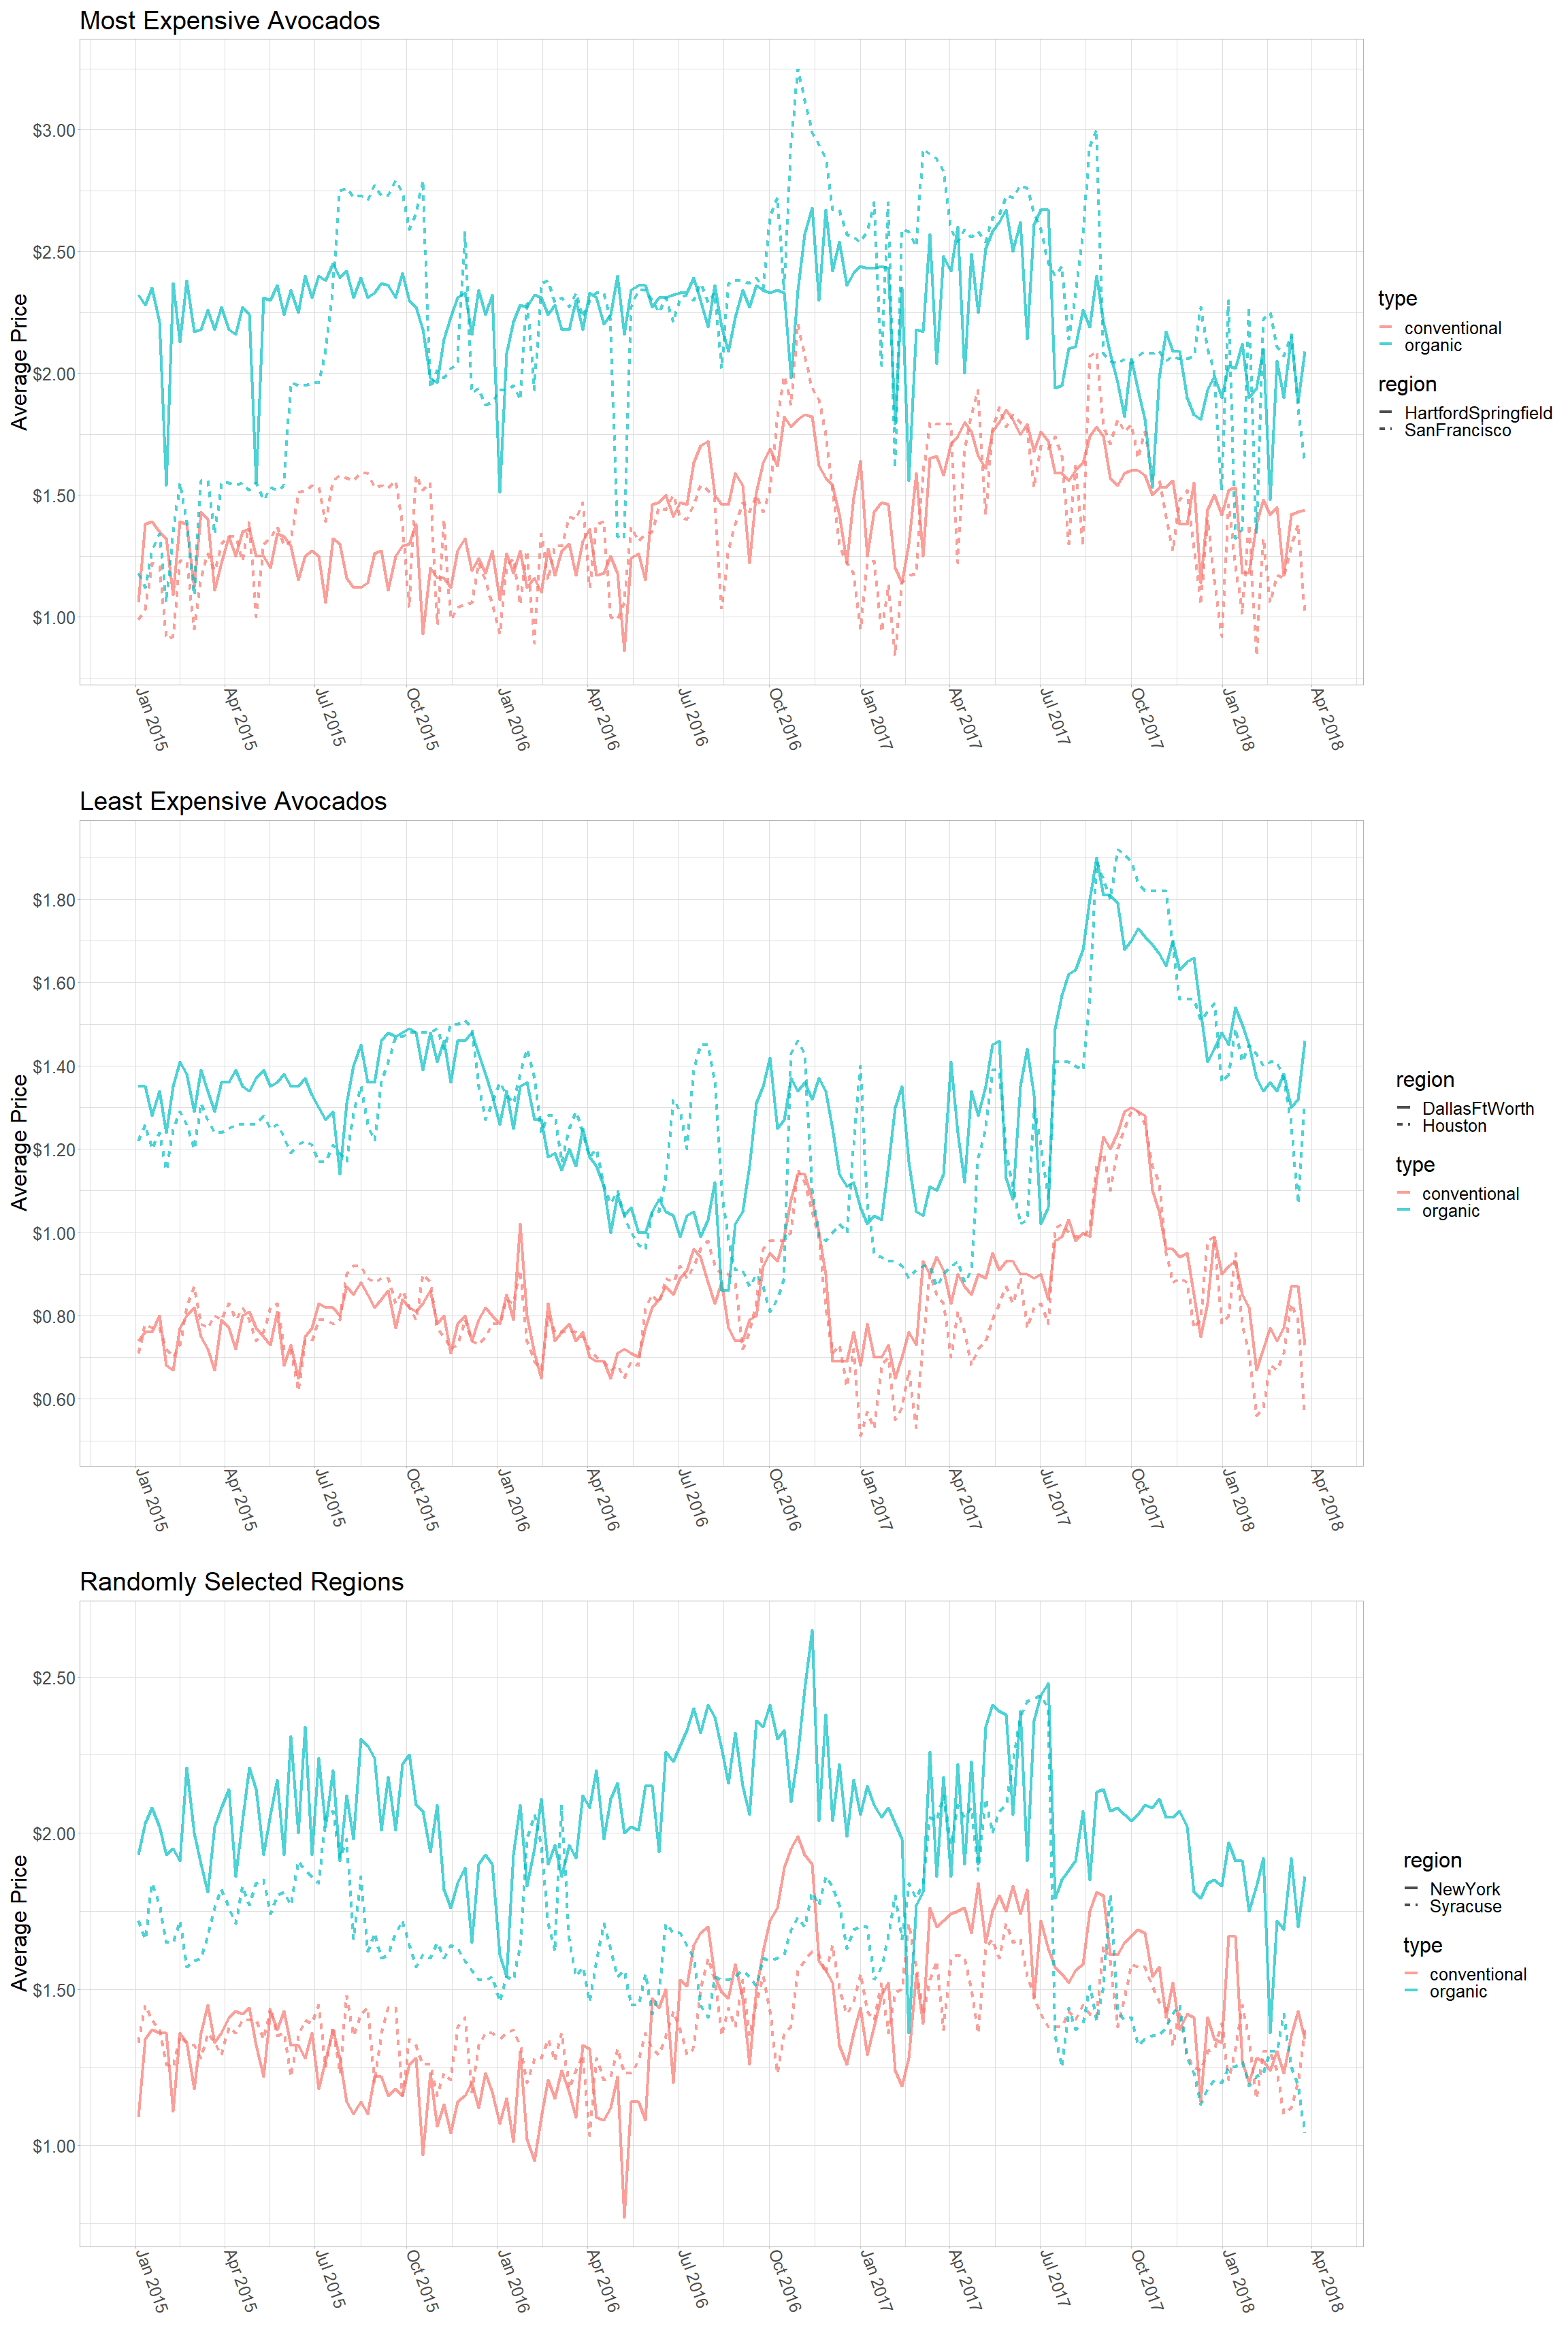 Most Expensive Avocados
Average Price
$3.00
$2.50
$2.00
$1.50
$1.00
Jan 2015
Apr 2015
Jul 2015
Oct 2015
Jan 2016
Apr 2016
Jul 2016
Oct 2016
Jan 2017
Apr 2017
Jul 2017
Oct 2017
Jan 2018
Apr 2018
type
conventional
organic
region
HartfordSpringfield
SanFrancisco
Least Expensive Avocados
Average Price
$1.80
$1.60
$1.40
$1.20
$1.00
$0.80
$0.60
Jan 2015
Apr 2015
Jul 2015
Oct 2015
Jan 2016
Apr 2016
Jul 2016
Oct 2016
Jan 2017
Apr 2017
Jul 2017
Oct 2017
Jan 2018
Apr 2018
region
DallasFtWorth
Houston
type
conventional
organic
Randomly Selected Regions
Average Price
$2.50
$2.00
$1.50
$1.00
Jan 2015
Apr 2015
Jul 2015
Oct 2015
Jan 2016
Apr 2016
Jul 2016
Oct 2016
Jan 2017
Apr 2017
Jul 2017
Oct 2017
Jan 2018
Apr 2018
region
NewYork
Syracuse
type
conventional
organic